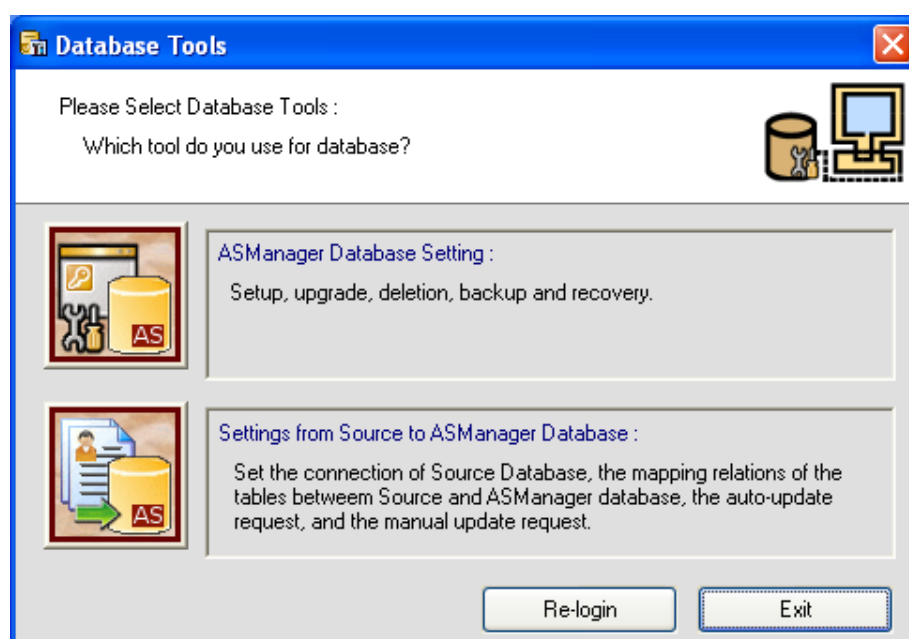 Database Tools
Please Select Database Tools :
Which tool do you use for database?
ASManager Database Setting :
Setup, upgrade, deletion, backup and recovery.
AS
Settings from Source to ASManager Database :
Set the connection of Source Database, the mapping relations of the
tables betweem Source and ASManager database, the auto-update
request, and the manual update request.
AS
Re-login
Exit